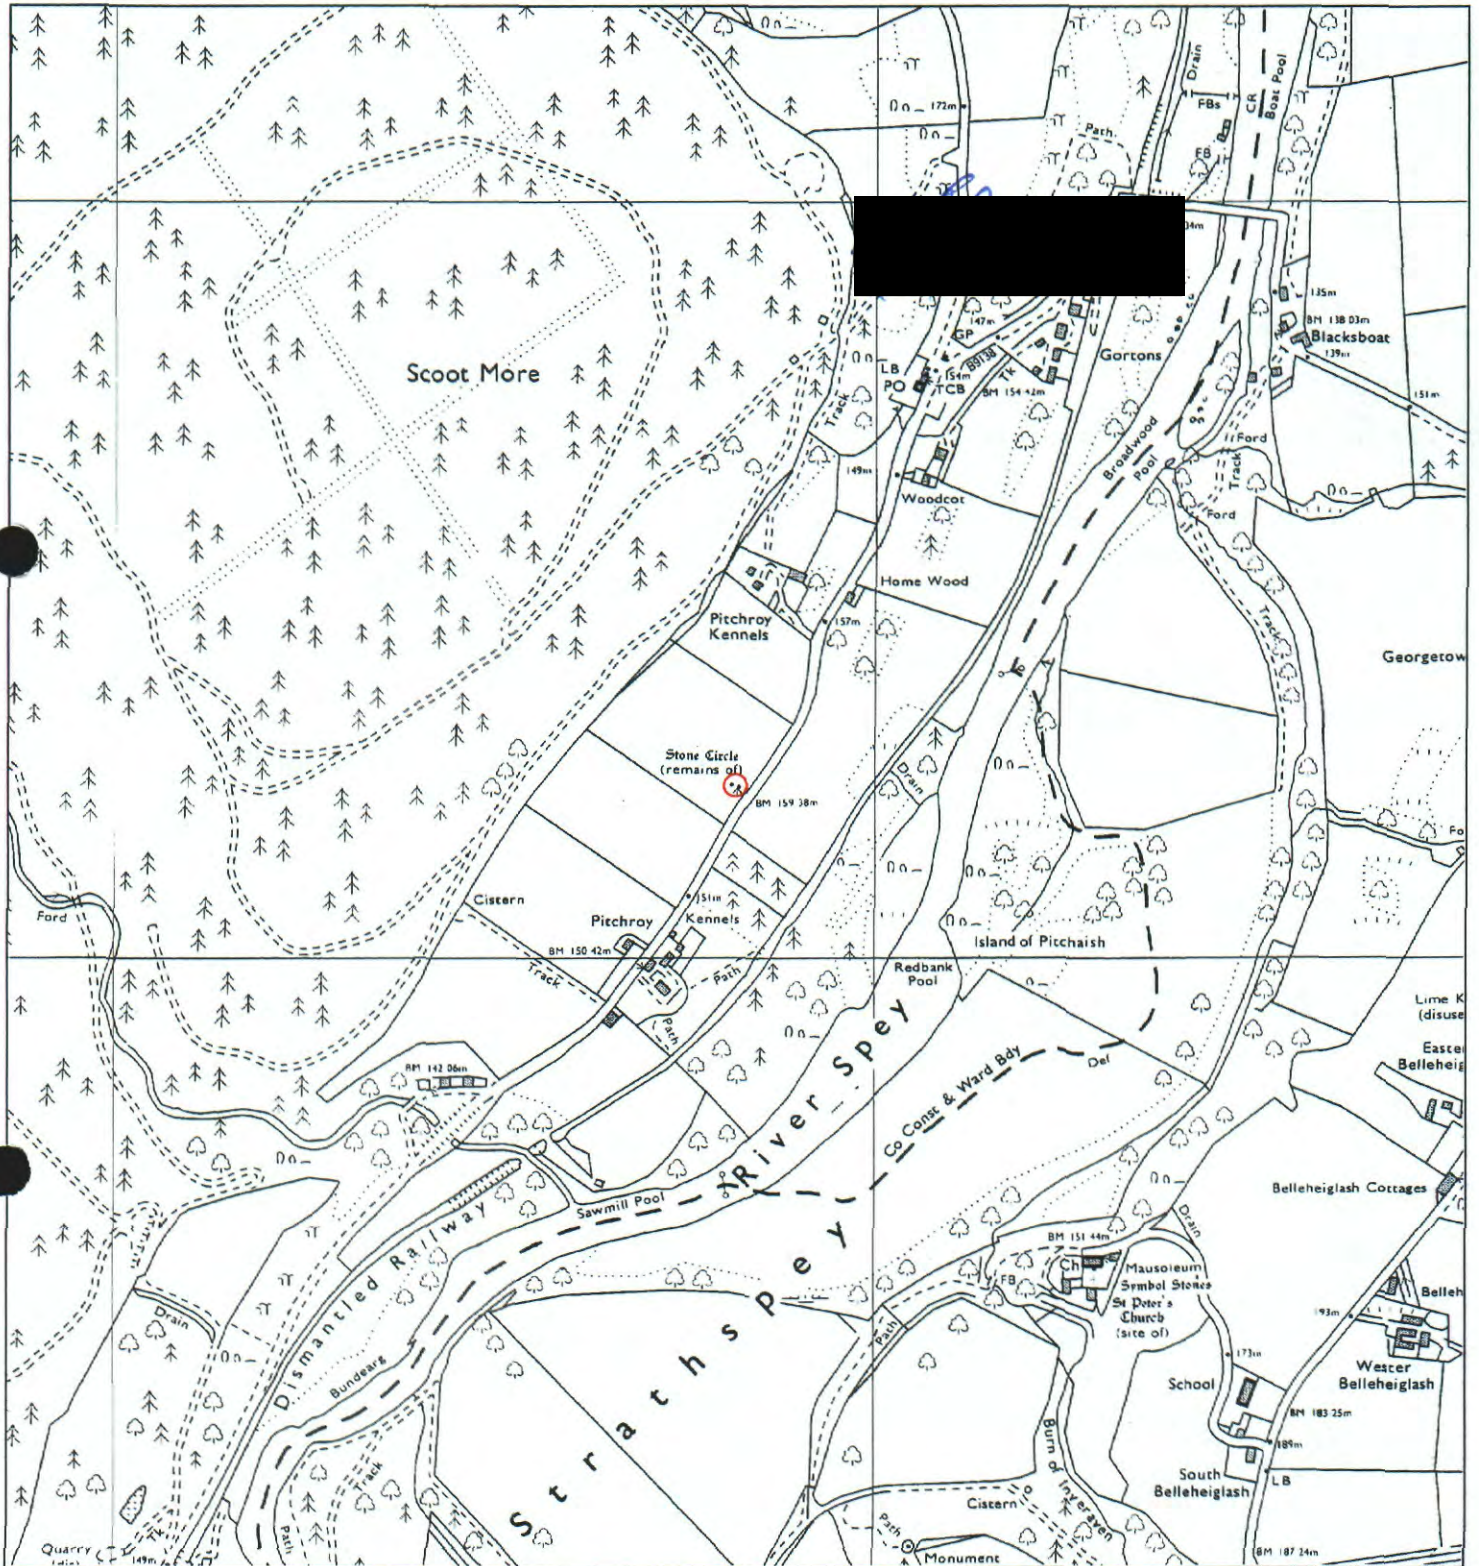 172m
Path
Drain
FBs
FB
CR
Boat Pool
34m
135m
BM 138 03m
Blacksboat
139m
151m
147m
GP
B9138
Tk
LB
PO
154m
TCB
BM 154 42m
Gortons
Scoot More
Track
149m
Woodcot
Broadwood
Pool
Ford
Track
Ford
Home Wood
Pitchroy
Kennels
157m
Track
Georgetow
Stone Circle
(remains of)
BM 159 38m
Drain
Cistern
151m
Pitchroy
Kennels
BM 150 42m
Track
Path
Path
Ford
Island of Pitchaish
Redbank
Pool
Lime K
(disuse
Easte
Belleheig
BM 142 06m
River Spey
Co Const & Ward Bdy
Def
Sawmill Pool
Belleheiglash Cottages
Dismantled Railway
Drain
BM 151 44m
Ch
FB
Mausoleum
Symbol Stones
St Peter's
Church
(site of)
Drain
Bundearg
Path
193m
Belleh
Wester
Belleheiglash
173m
School
BM 183 25m
189m
South
Belleheiglash
LB
Strathspey
Track
Burn of Inveraven
Cistern
Path
Monument
Quarry
149m
Tk
Path
BM 187 24m